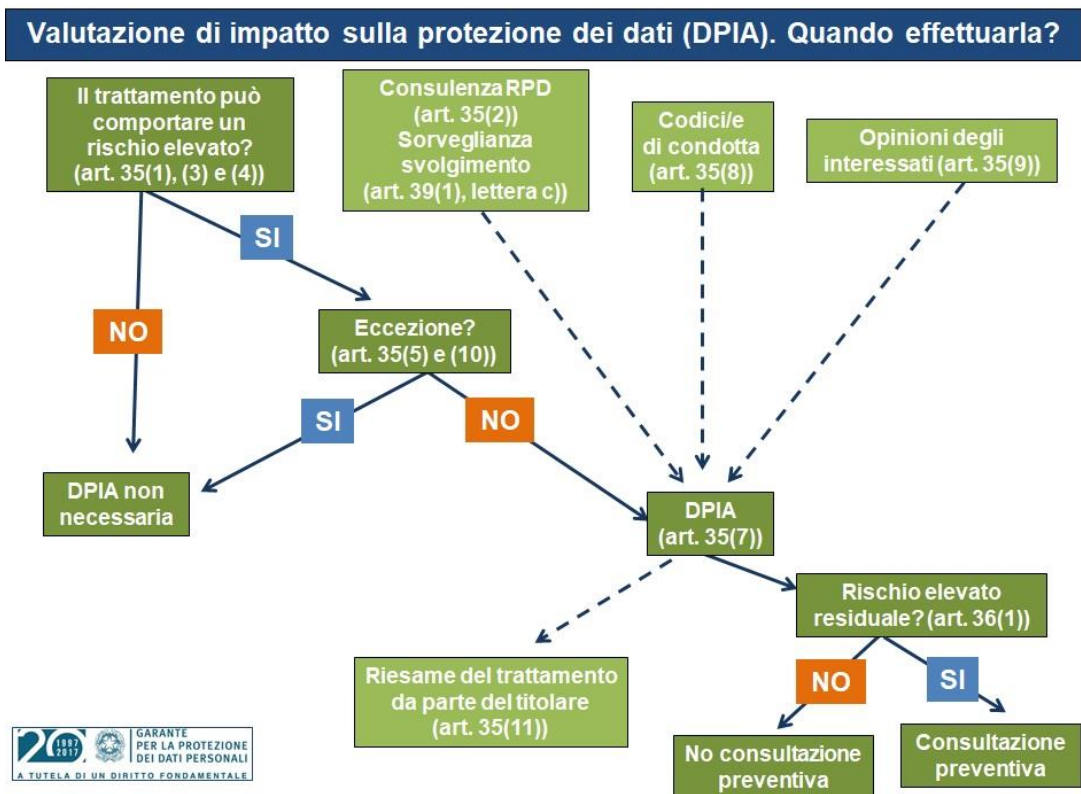 Valutazione di impatto sulla protezione dei dati (DPIA). Quando effettuarla?
Il trattamento può
comportare un
rischio elevato?
(art. 35(1), (3) e (4))
Consulenza RPD
(art. 35(2))
Sorveglianza
svolgimento
(art. 39(1), lettera c))
Codici/e
di condotta
(art. 35(8))
Opinioni degli
interessati (art. 35(9))
SI
NO
Eccezione?
(art. 35(5) e (10))
SI
NO
DPIA non
necessaria
DPIA
(art. 35(7))
Rischio elevato
residuale? (art. 36(1))
Riesame del trattamento
da parte del titolare
(art. 35(11))
NO
SI
No consultazione
preventiva
Consultazione
preventiva
20
1997
2017
GARANTE
PER LA PROTEZIONE
DEI DATI PERSONALI
A TUTELA DI UN DIRITTO FONDAMENTALE